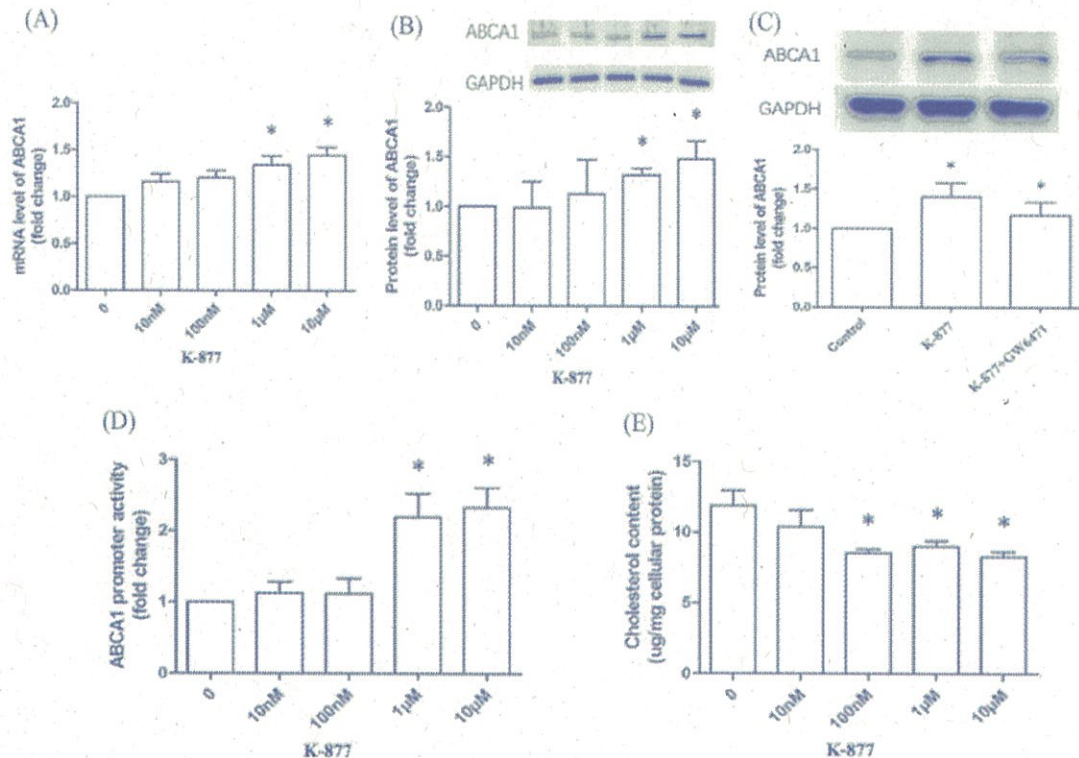 (A)
mRNA level of ABCA1
(fold change)
2.0
1.5
1.0
0.5
0.0
*
*
0
10nM
100nM
1μM
10μM
K-877
(B)
ABCA1
GAPDH
Protein level of ABCA1
(fold change)
2.0
1.5
1.0
0.5
0.0
*
*
0
10nM
100nM
1μM
10μM
K-877
(C)
ABCA1
GAPDH
Protein level of ABCA1
(fold change)
2.0
1.5
1.0
0.5
0.0
*
*
Control
K-877
K-877+GW6471
(D)
ABCA1 promoter activity
(fold change)
3
2
1
0
*
*
0
10nM
100nM
1μM
10μM
K-877
(E)
Cholesterol content
(ug/mg cellular protein)
15
10
5
0
*
*
*
0
10nM
100nM
1μM
10μM
K-877